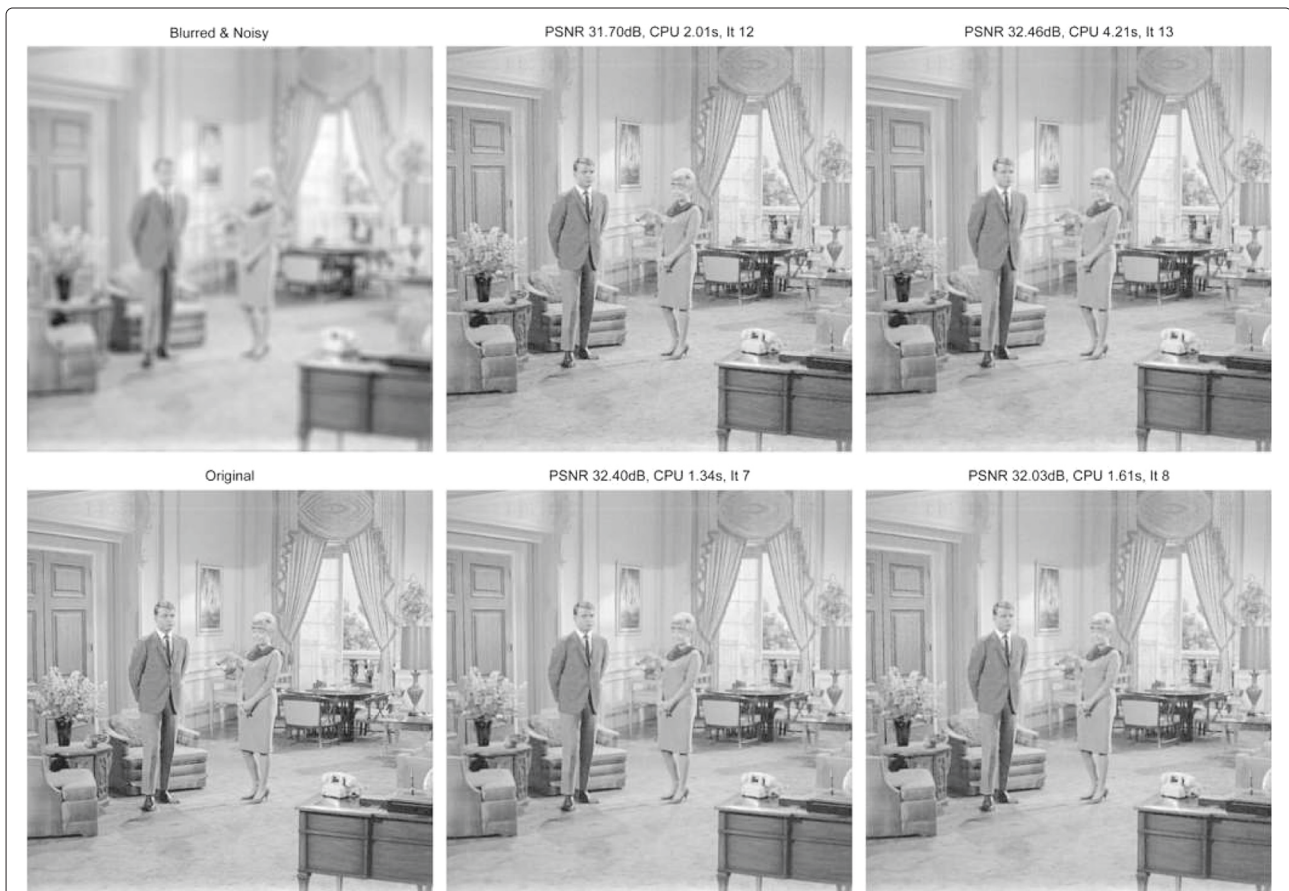 Blurred & Noisy
PSNR 31.70dB, CPU 2.01s, It 12
PSNR 32.46dB, CPU 4.21s, It 13
Original
PSNR 32.40dB, CPU 1.34s, It 7
PSNR 32.03dB, CPU 1.61s, It 8